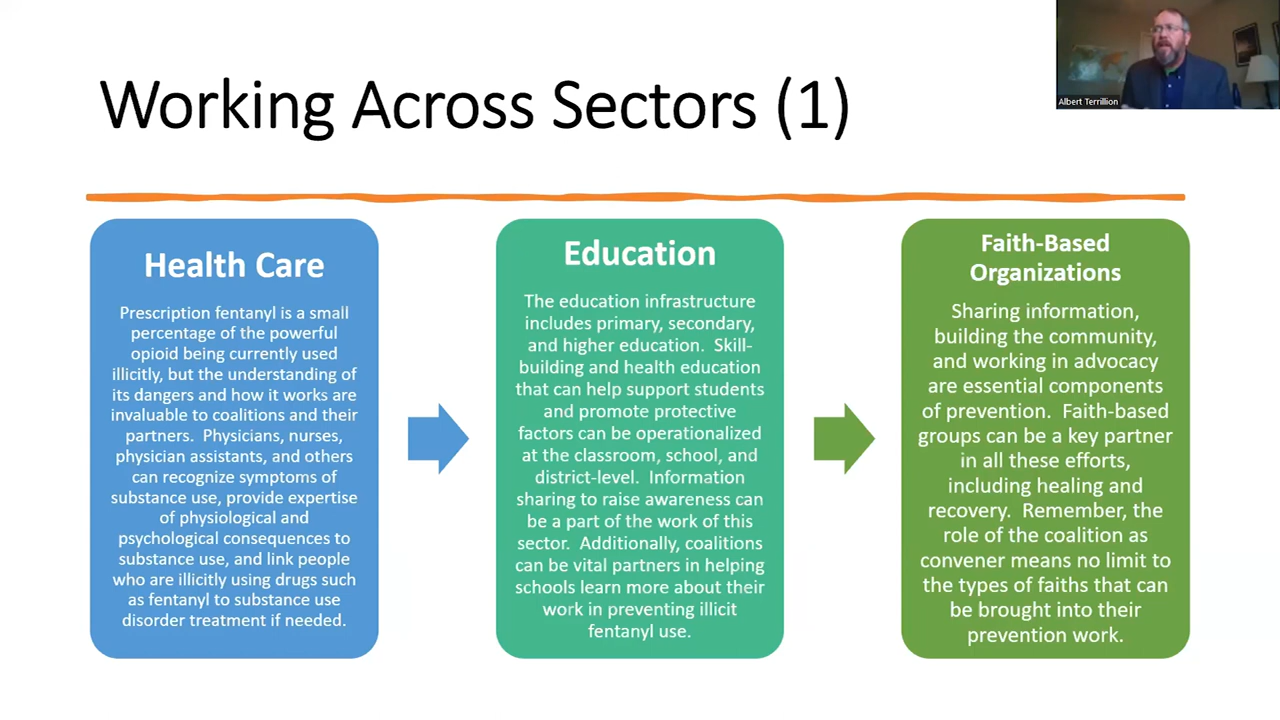 Working Across Sectors (1)
Albert Terrillion
Health Care
Prescription fentanyl is a small
percentage of the powerful
opioid being currently used
illicitly, but the understanding of
its dangers and how it works are
invaluable to coalitions and their
partners.  Physicians, nurses,
physician assistants, and others
can recognize symptoms of
substance use, provide expertise
of physiological and
psychological consequences to
substance use, and link people
who are illicitly using drugs such
as fentanyl to substance use
disorder treatment if needed.
Education
The education infrastructure
includes primary, secondary,
and higher education.  Skill-
building and health education
that can help support students
and promote protective
factors can be operationalized
at the classroom, school, and
district-level.  Information
sharing to raise awareness can
be a part of the work of this
sector.  Additionally, coalitions
can be vital partners in helping
schools learn more about their
work in preventing illicit
fentanyl use.
Faith-Based
Organizations
Sharing information,
building the community,
and working in advocacy
are essential components
of prevention.  Faith-based
groups can be a key partner
in all these efforts,
including healing and
recovery.  Remember, the
role of the coalition as
convener means no limit to
the types of faiths that can
be brought into their
prevention work.